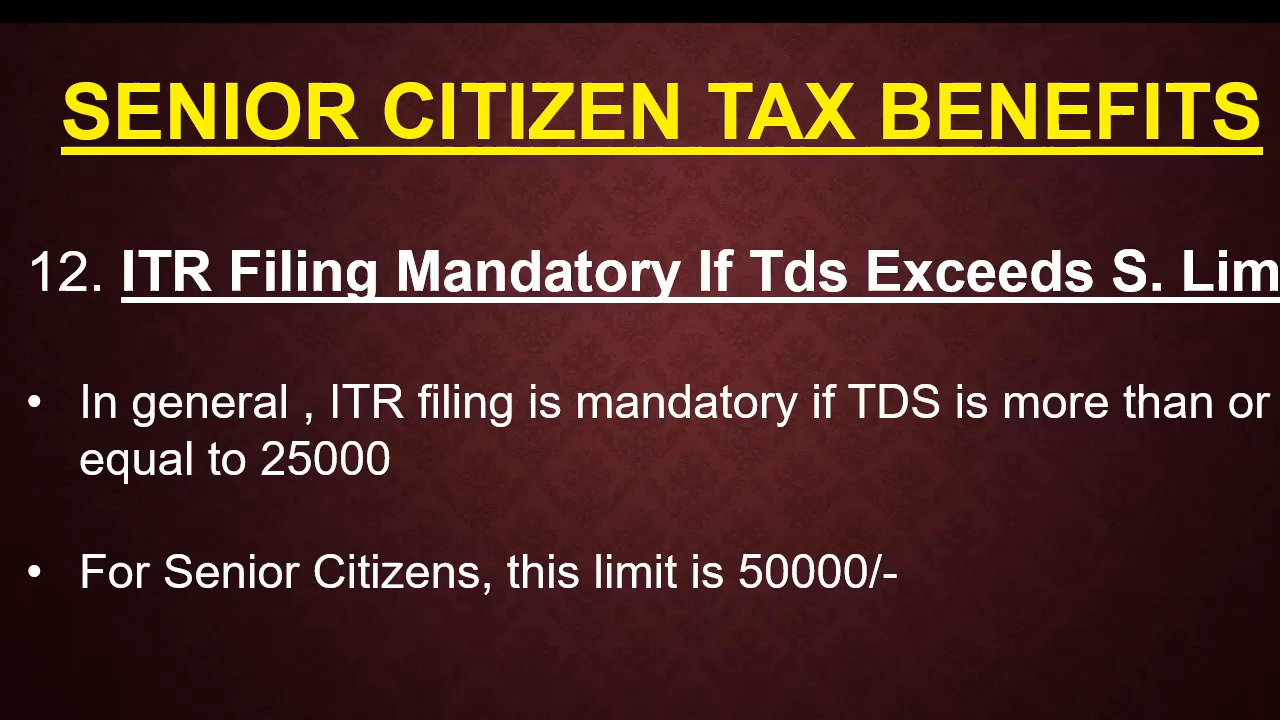 SENIOR CITIZEN TAX BENEFITS
12. ITR Filing Mandatory If Tds Exceeds S. Lim
• In general , ITR filing is mandatory if TDS is more than or
equal to 25000
• For Senior Citizens, this limit is 50000/-